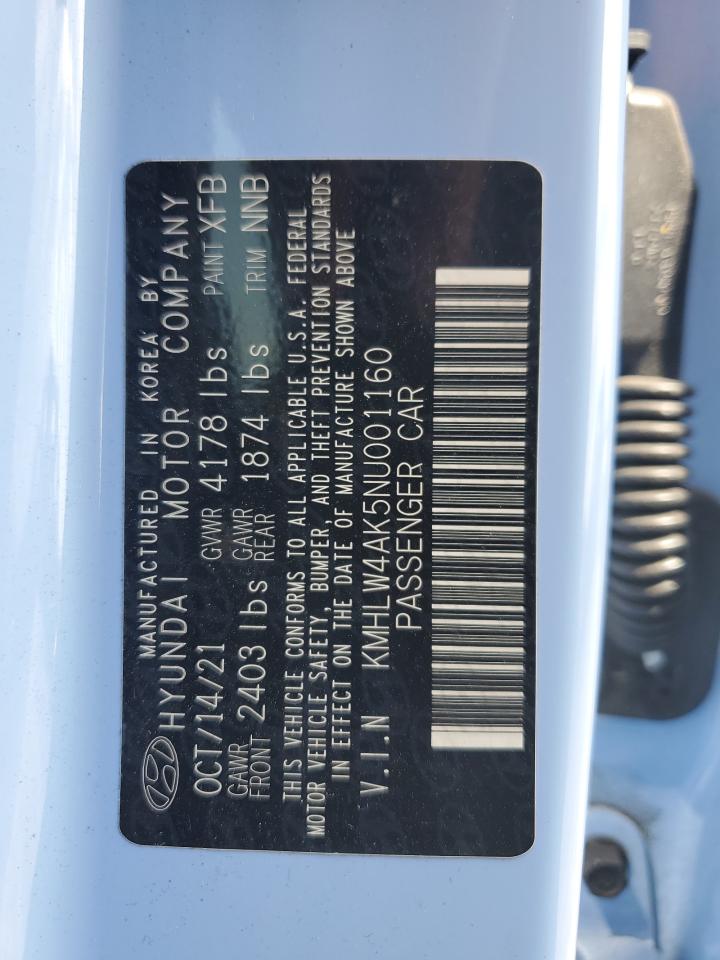 MANUFACTURED IN KOREA BY
HYUNDAI MOTOR COMPANY
OCT/14/21 GVWR 4178 lbs PAINT XFB
GAWR FRONT 2403 lbs GAWR REAR 1874 lbs TRIM NNB
THIS VEHICLE CONFORMS TO ALL APPLICABLE U.S.A. FEDERAL
MOTOR VEHICLE SAFETY, BUMPER, AND THEFT PREVENTION STANDARDS
IN EFFECT ON THE DATE OF MANUFACTURE SHOWN ABOVE
V.I.N KMHLW4AK5NU001160
PASSENGER CAR